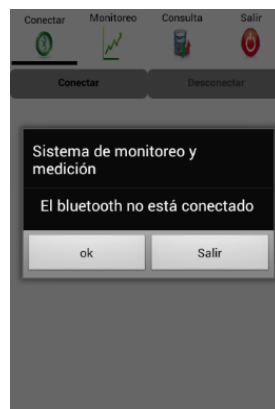 Conectar Monitoreo Consulta Salir
Conectar Desconectar
Sistema de monitoreo y
medición
El bluetooth no está conectado
ok Salir